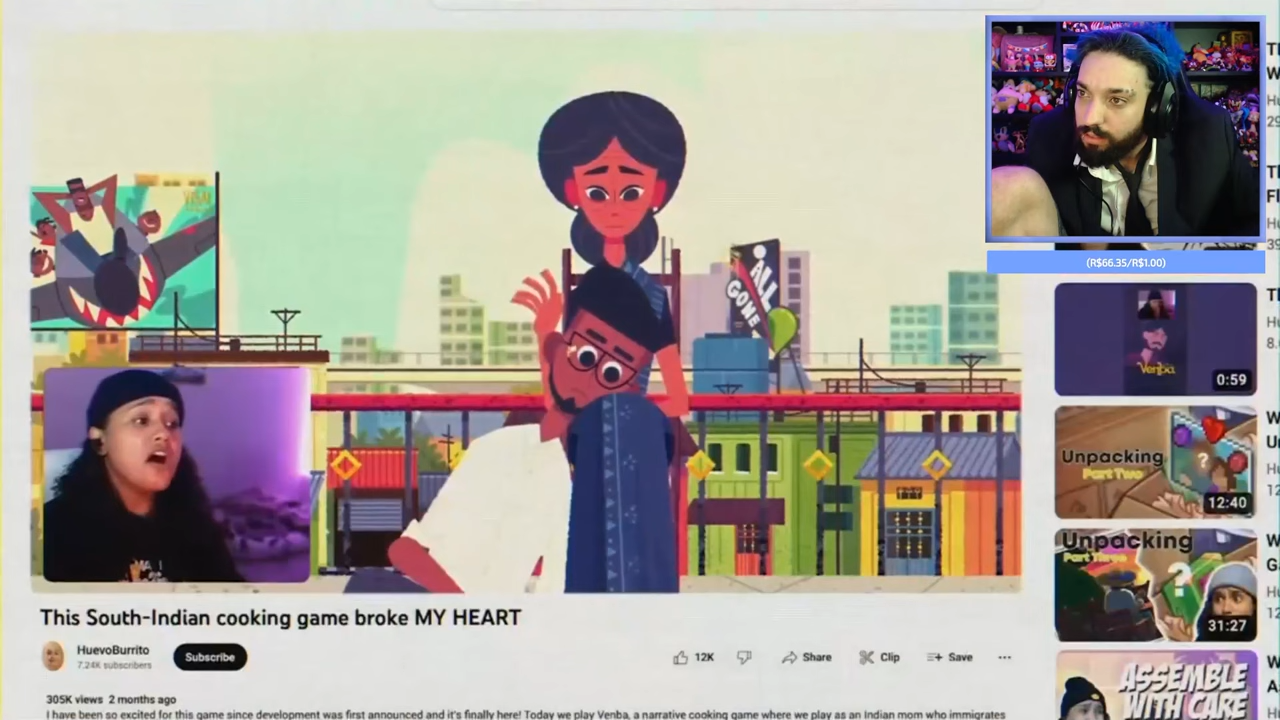 (R$66.35/R$1.00)
ALL
GONE
0:59
Venba
Unpacking
Part Two
12:40
Unpacking
Part Three
31:27
ASSEMBLE
WITH CARE
This South-Indian cooking game broke MY HEART
HuevoBurrito
7.24K subscribers
Subscribe
12K
Share
Clip
Save
305K views 2 months ago
I have been so excited for this game since development was first announced and it's finally here! Today we play Venba, a narrative cooking game where we play as an Indian mom who immigrates